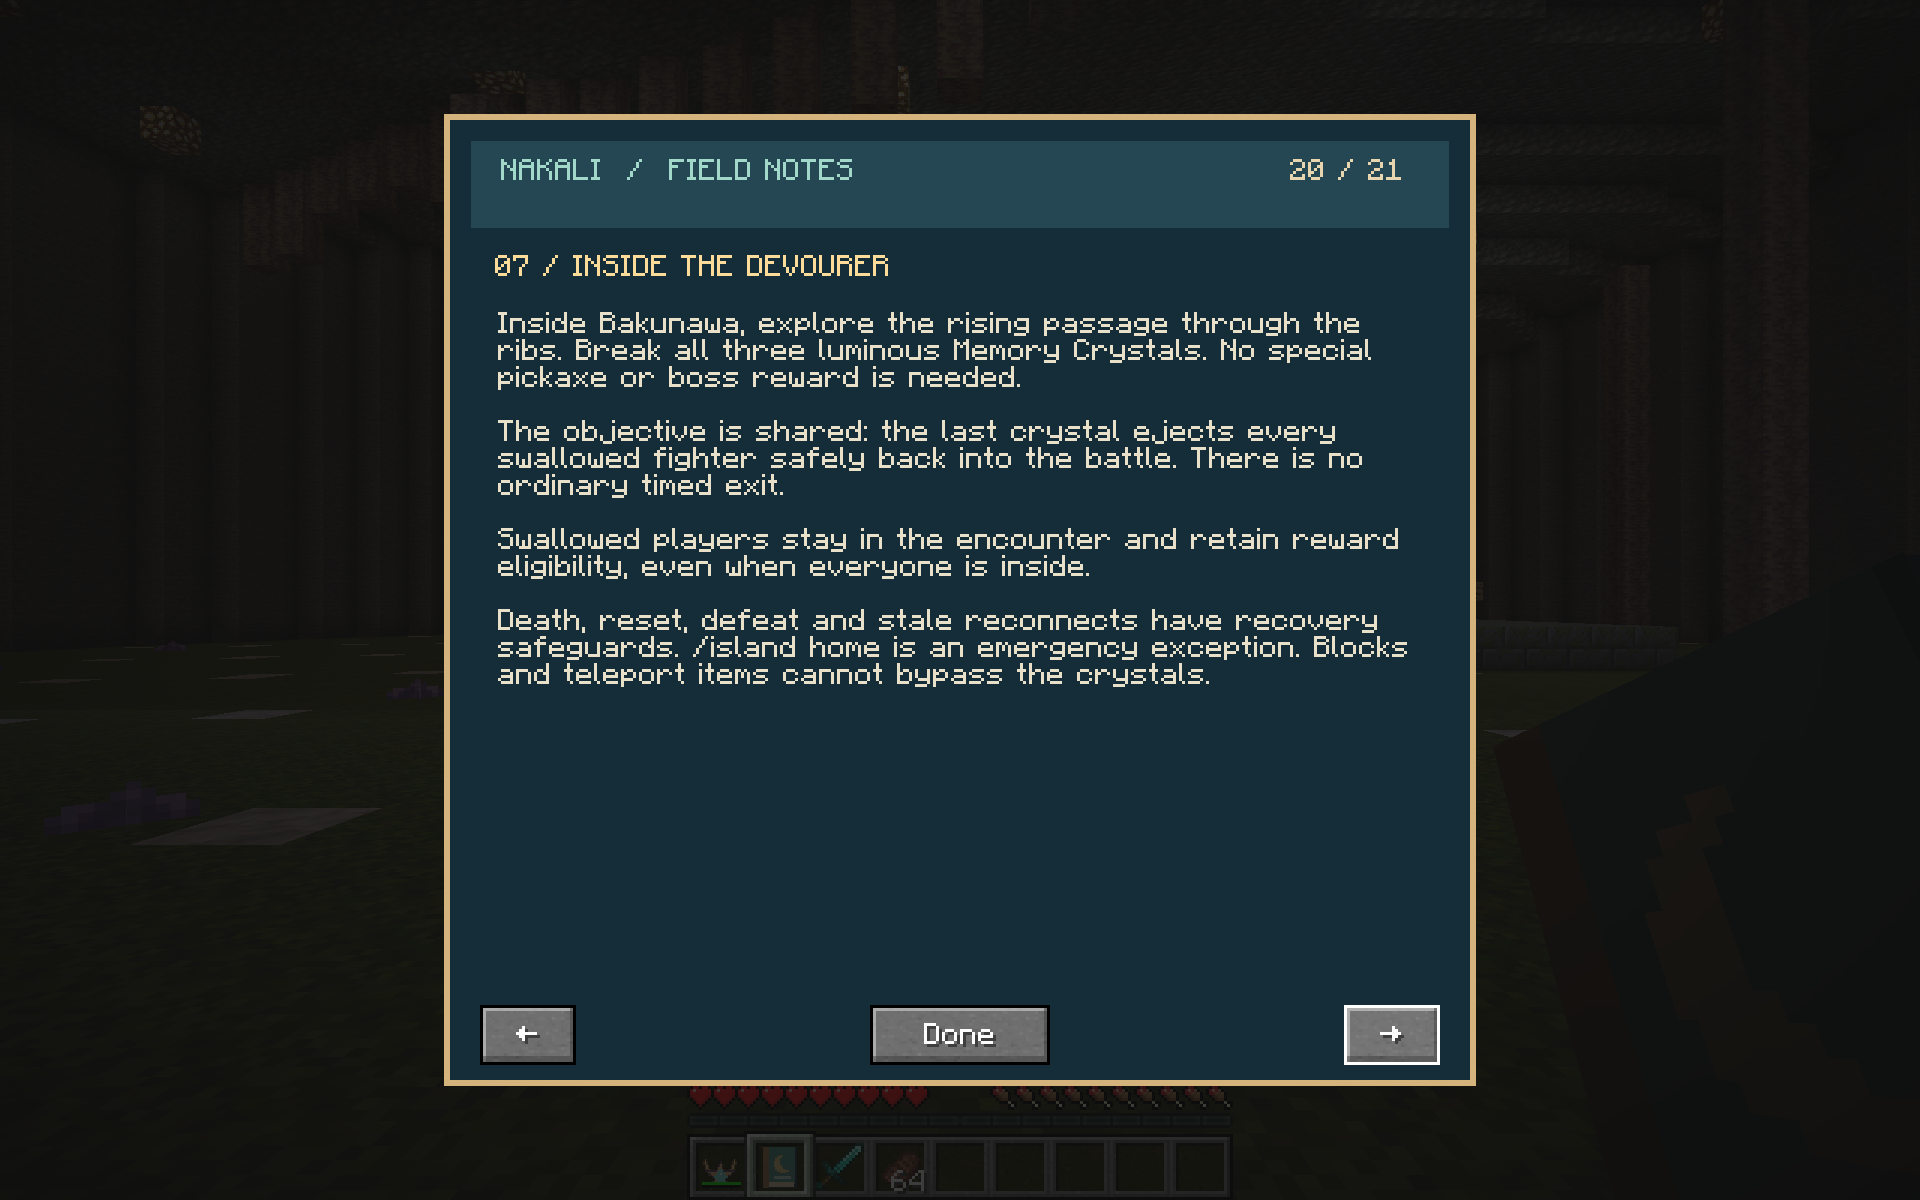 NAKALI / FIELD NOTES
20 / 21
07 / INSIDE THE DEVOURER
Inside Bakunawa, explore the rising passage through the
ribs. Break all three luminous Memory Crystals. No special
pickaxe or boss reward is needed.
The objective is shared: the last crystal ejects every
swallowed fighter safely back into the battle. There is no
ordinary timed exit.
Swallowed players stay in the encounter and retain reward
eligibility, even when everyone is inside.
Death, reset, defeat and stale reconnects have recovery
safeguards. /island home is an emergency exception. Blocks
and teleport items cannot bypass the crystals.
←
Done
→
64